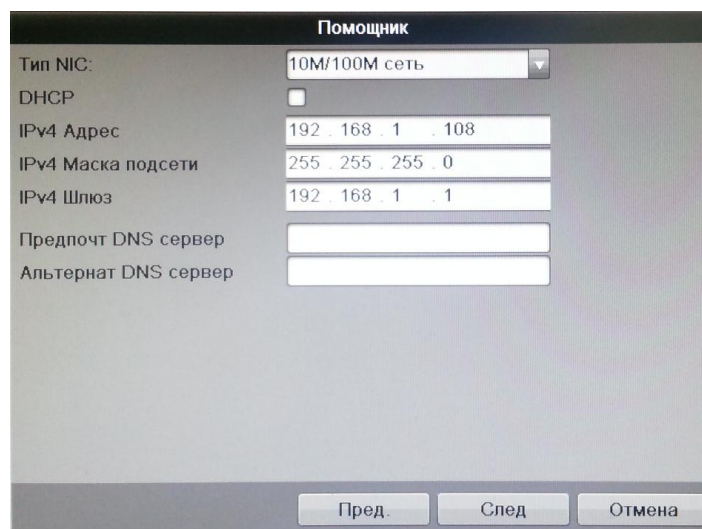 Помощник
Тип NIC: 10M/100M сеть
DHCP
IPv4 Адрес 192 . 168 . 1 . 108
IPv4 Маска подсети 255 . 255 . 255 . 0
IPv4 Шлюз 192 . 168 . 1 . 1
Предпочт DNS сервер
Альтернат DNS сервер
Пред. След Отмена